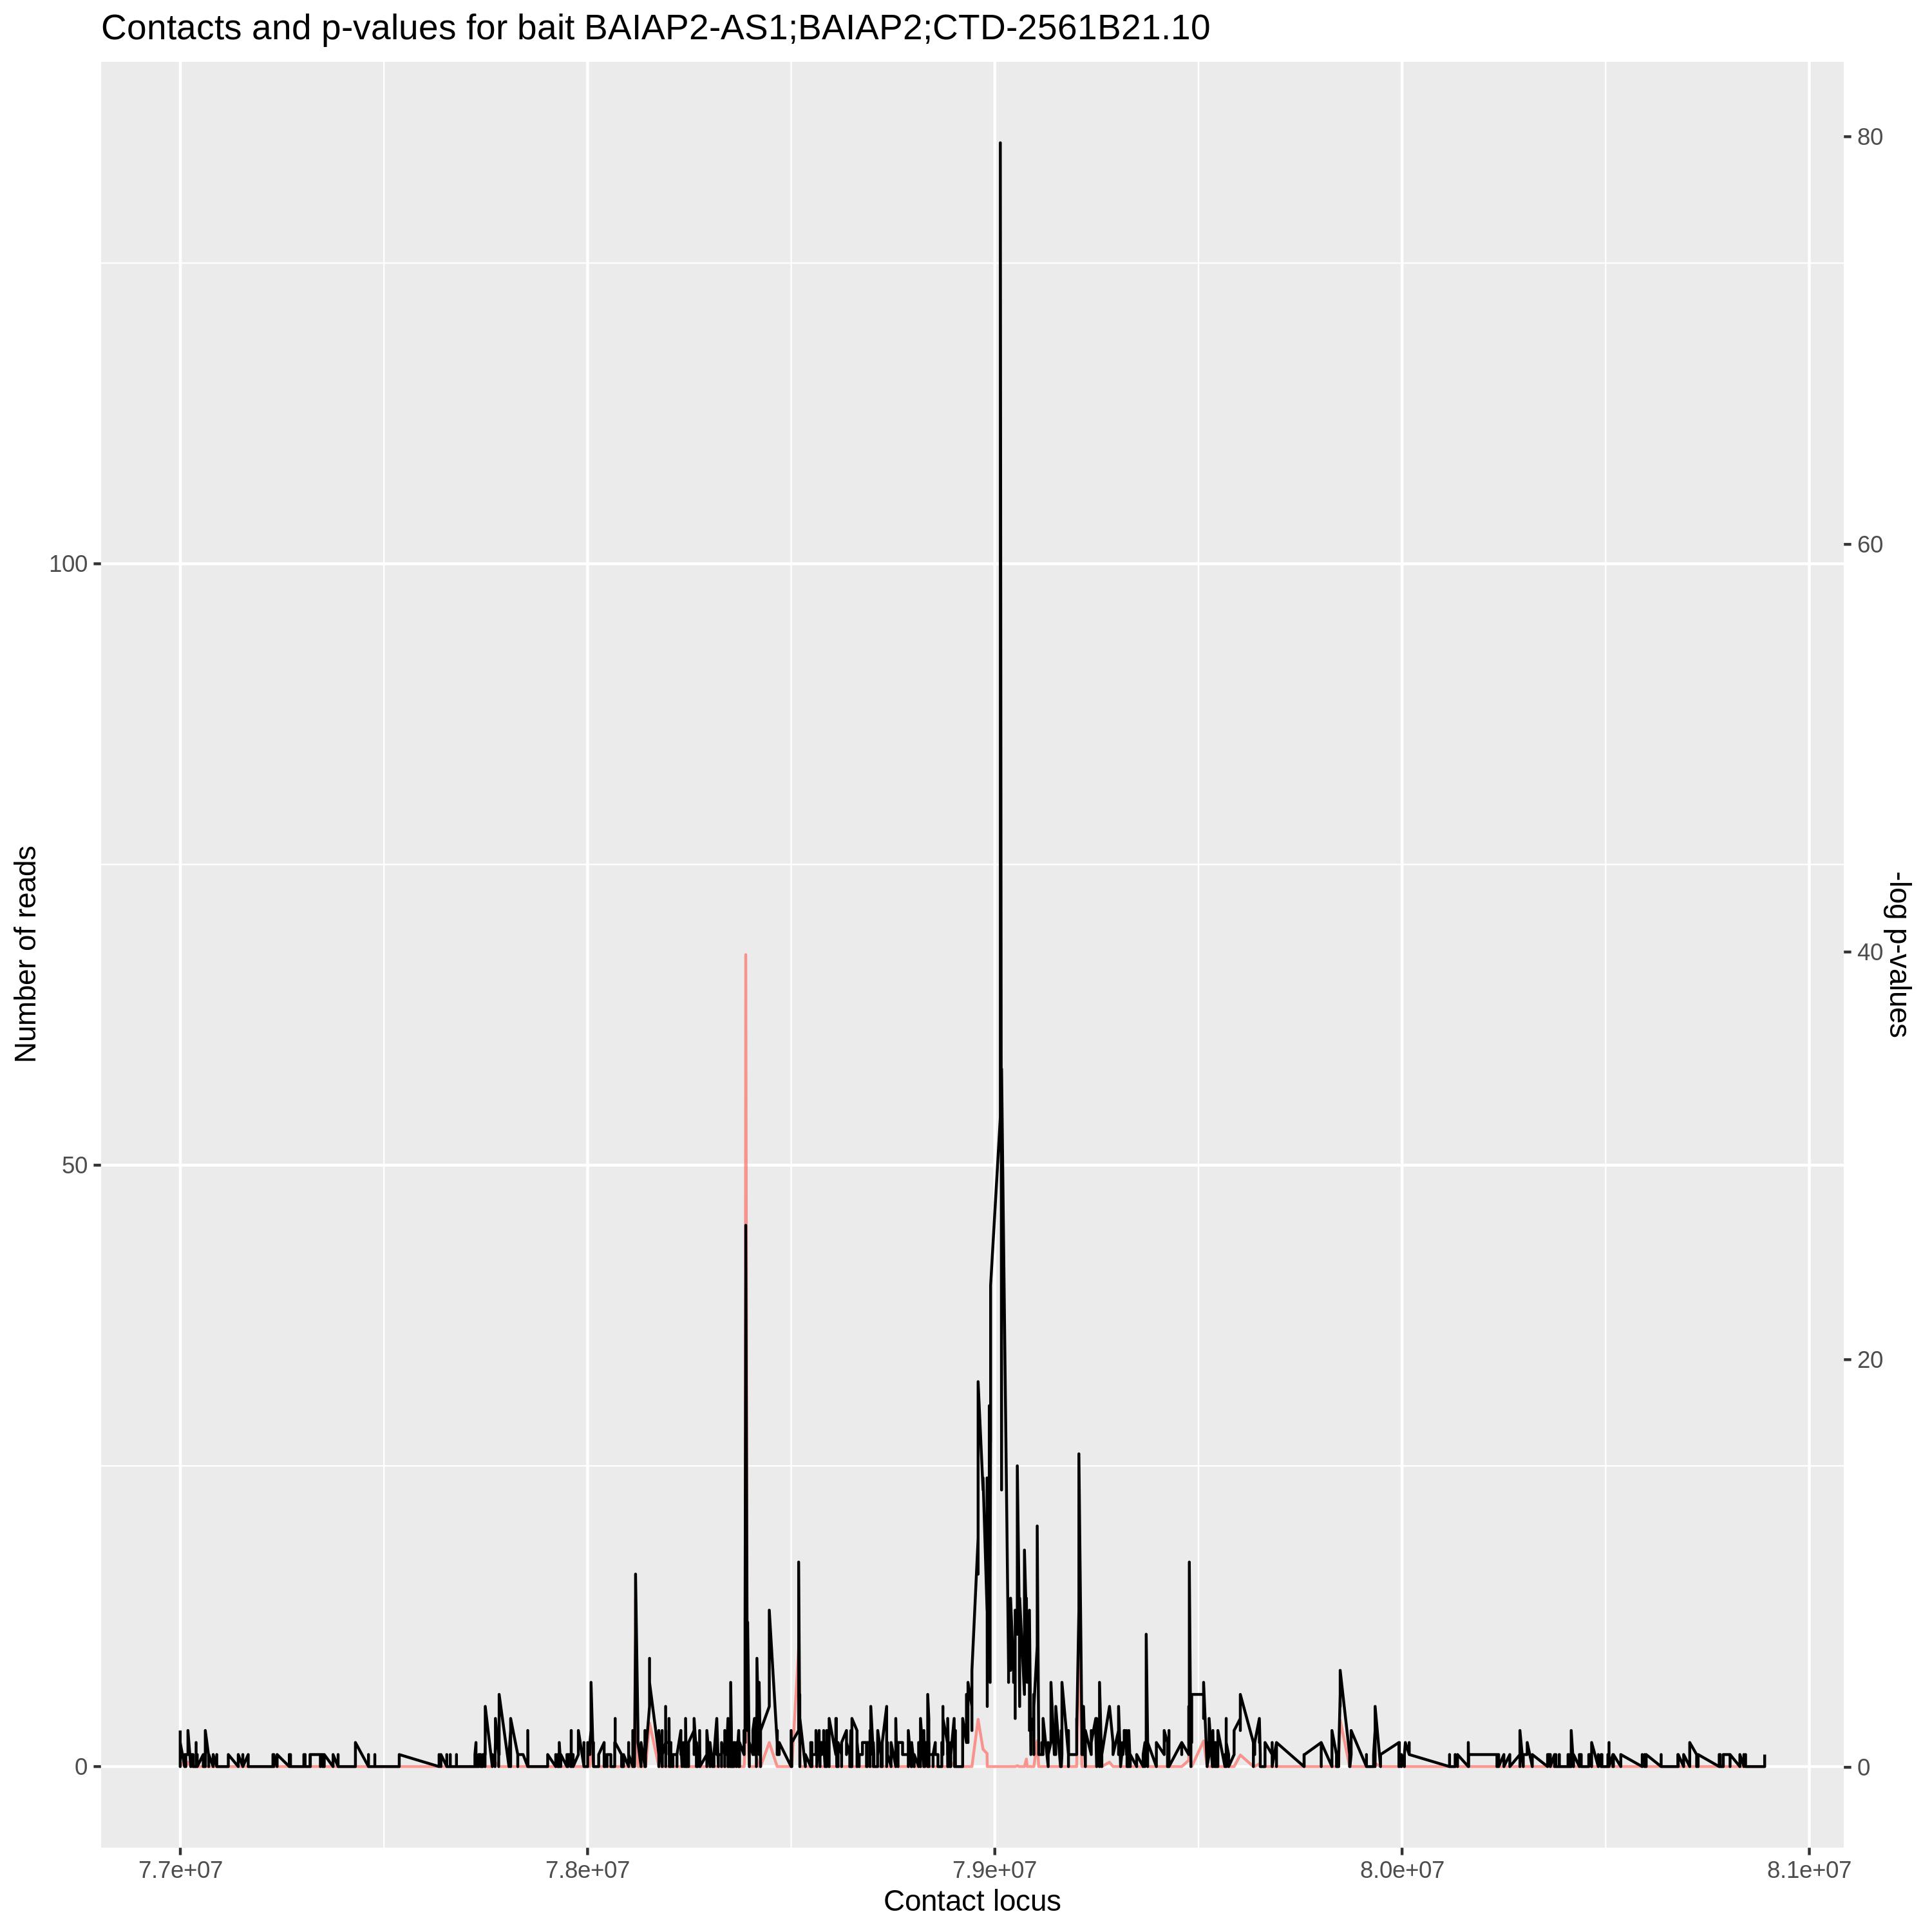 Contacts and p-values for bait BAIAP2-AS1;BAIAP2;CTD-2561B21.10
Number of reads
100
50
0
80
60
40
20
0
-log p-values
7.7e+07
7.8e+07
7.9e+07
8.0e+07
8.1e+07
Contact locus